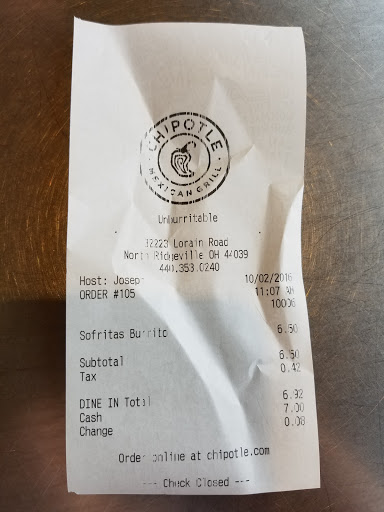 CHIPOTLE
MEXICAN GRILL
Unburritable
32223 Lorain Road
North Ridgeville OH 44039
440.353.0240
Host: Joseph 10/02/2016
ORDER #105 11:07 AM
10006
Sofritas Burrito 6.50
Subtotal 6.50
Tax 0.42
DINE IN Total 6.92
Cash 7.00
Change 0.08
Order online at chipotle.com
--- Check Closed ---